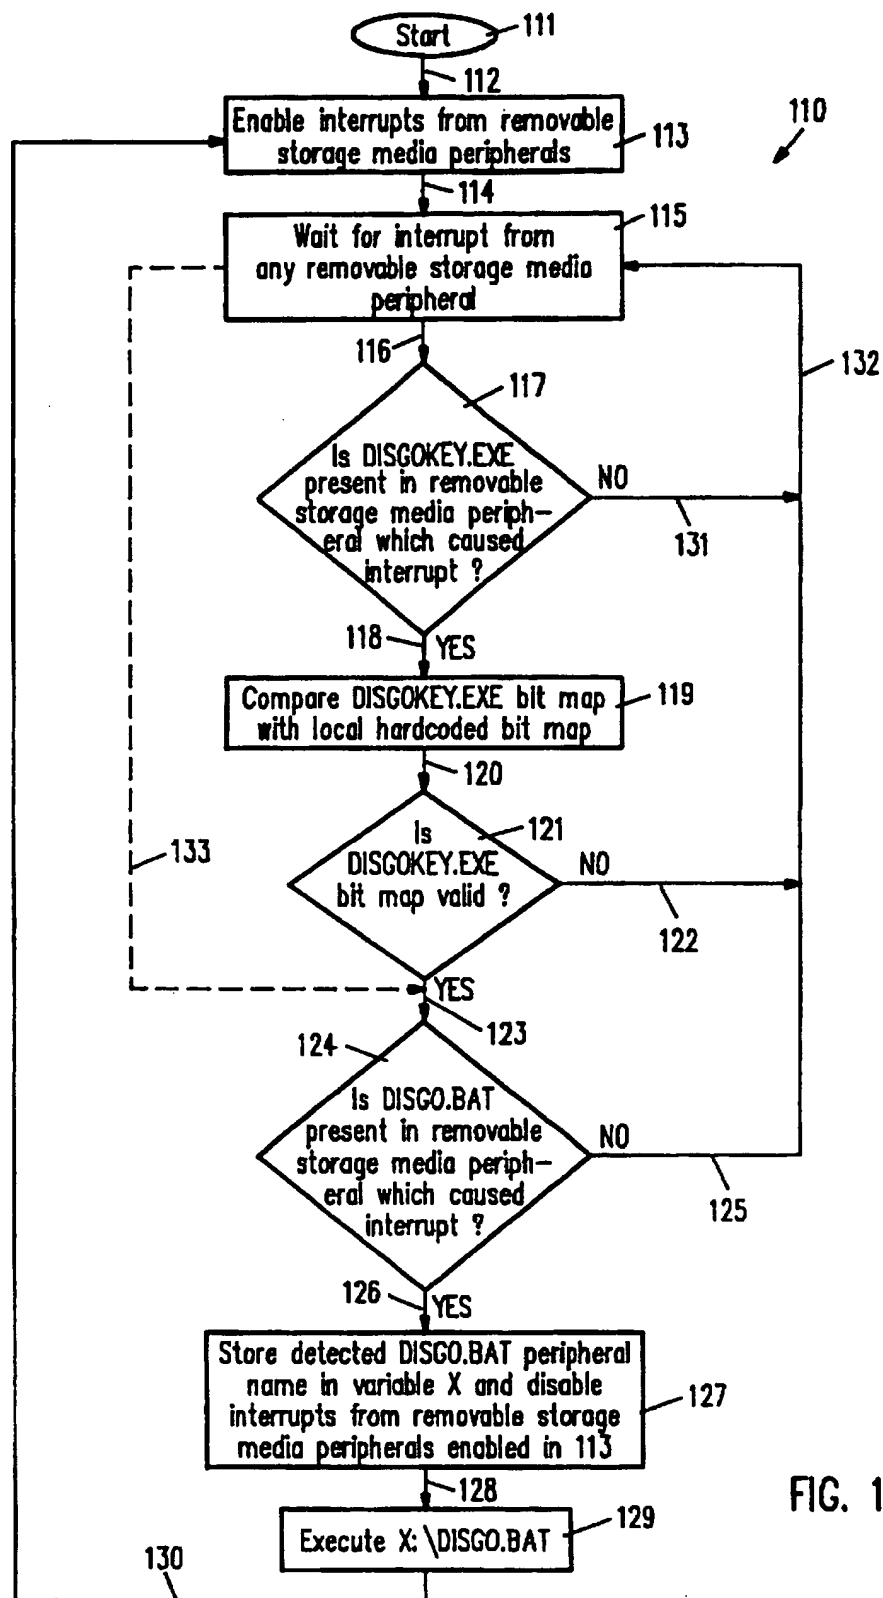 Start
111
112
110
Enable interrupts from removable
storage media peripherals
113
114
115
Wait for interrupt from
any removable storage media
peripheral
116
132
117
Is DISGOKEY.EXE
present in removable
storage media periph-
eral which caused
interrupt ?
NO
131
118
YES
Compare DISGOKEY.EXE bit map
with local hardcoded bit map
119
120
121
Is
DISGOKEY.EXE
bit map valid ?
NO
122
133
YES
123
124
Is DISGO.BAT
present in removable
storage media periph-
eral which caused
interrupt ?
NO
125
126
YES
Store detected DISGO.BAT peripheral
name in variable X and disable
interrupts from removable storage
media peripherals enabled in 113
127
128
FIG. 1
Execute X:\DISGO.BAT
129
130